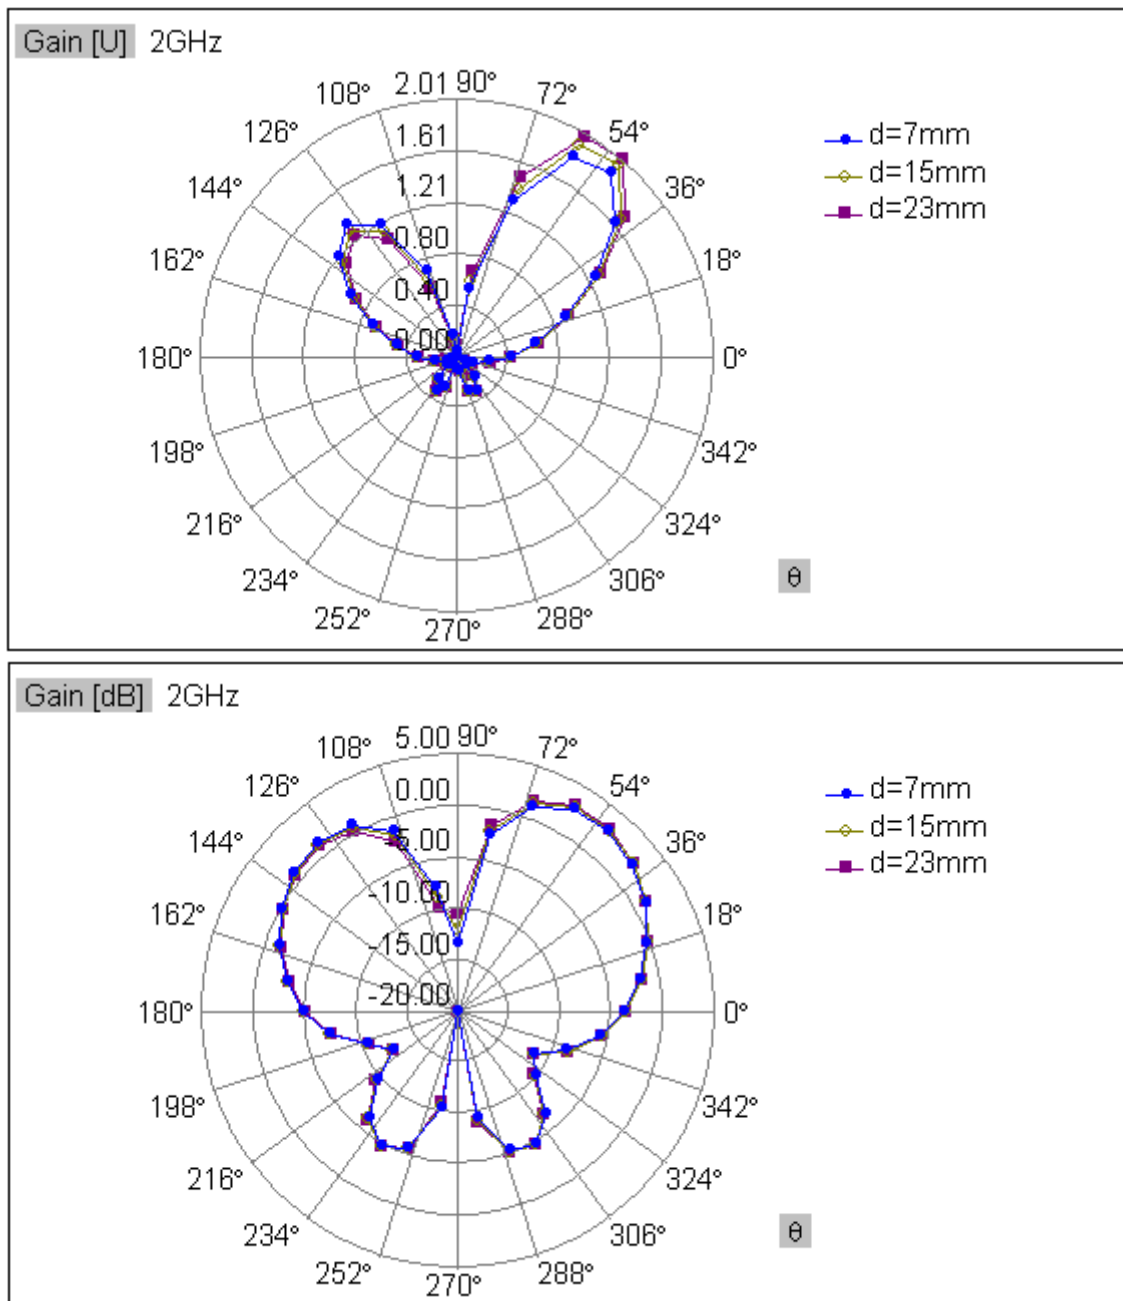 Gain [U] 2GHz
2.01 90°
108° 72°
126° 1.61 54°
144° 1.21 36°
0.80
162° 0.40 18°
0.00
180° 0°
198° 342°
216° 324°
234° 306°
252° 288°
270°
d=7mm
d=15mm
d=23mm
θ
Gain [dB] 2GHz
5.00 90°
108° 72°
126° 0.00 54°
144° -5.00 36°
-10.00
162° -15.00 18°
-20.00
180° 0°
198° 342°
216° 324°
234° 306°
252° 288°
270°
d=7mm
d=15mm
d=23mm
θ